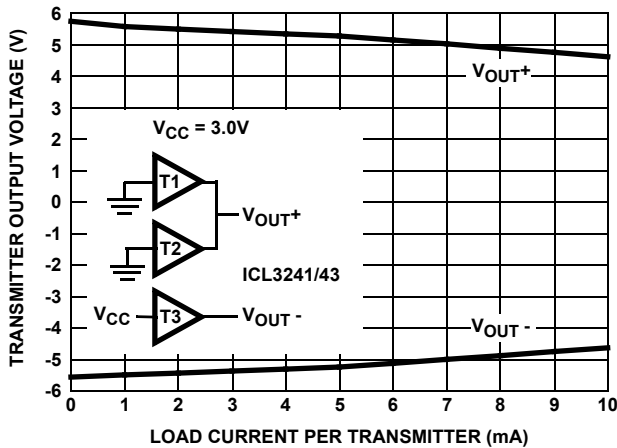 TRANSMITTER OUTPUT VOLTAGE (V)
6
5
4
3
2
1
0
-1
-2
-3
-4
-5
-6
VOUT+
VCC = 3.0V
T1
VOUT+
T2
ICL3241/43
VCC
T3
VOUT -
VOUT -
0 1 2 3 4 5 6 7 8 9 10
LOAD CURRENT PER TRANSMITTER (mA)